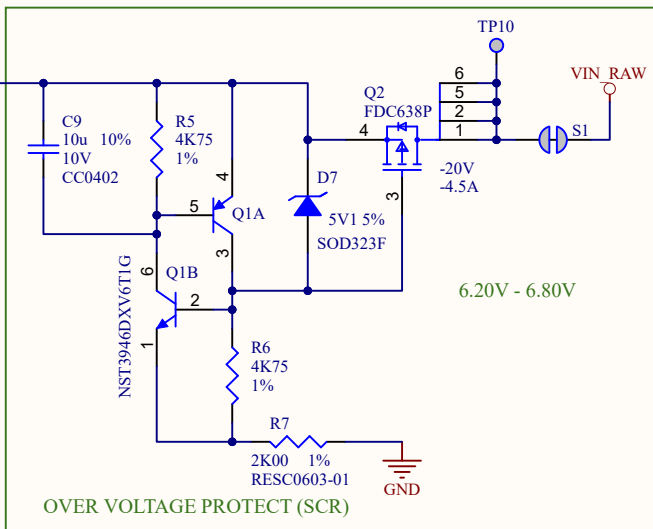 TP10
VIN_RAW
Q2
FDC638P
6
5
2
1
4
S1
C9
10u 10%
10V
CC0402
R5
4K75
1%
4
5
Q1A
D7
5V1 5%
SOD323F
-20V
-4.5A
3
3
6
Q1B
2
1
NST3946DXV6T1G
6.20V - 6.80V
R6
4K75
1%
R7
2K00 1%
RESC0603-01
GND
OVER VOLTAGE PROTECT (SCR)